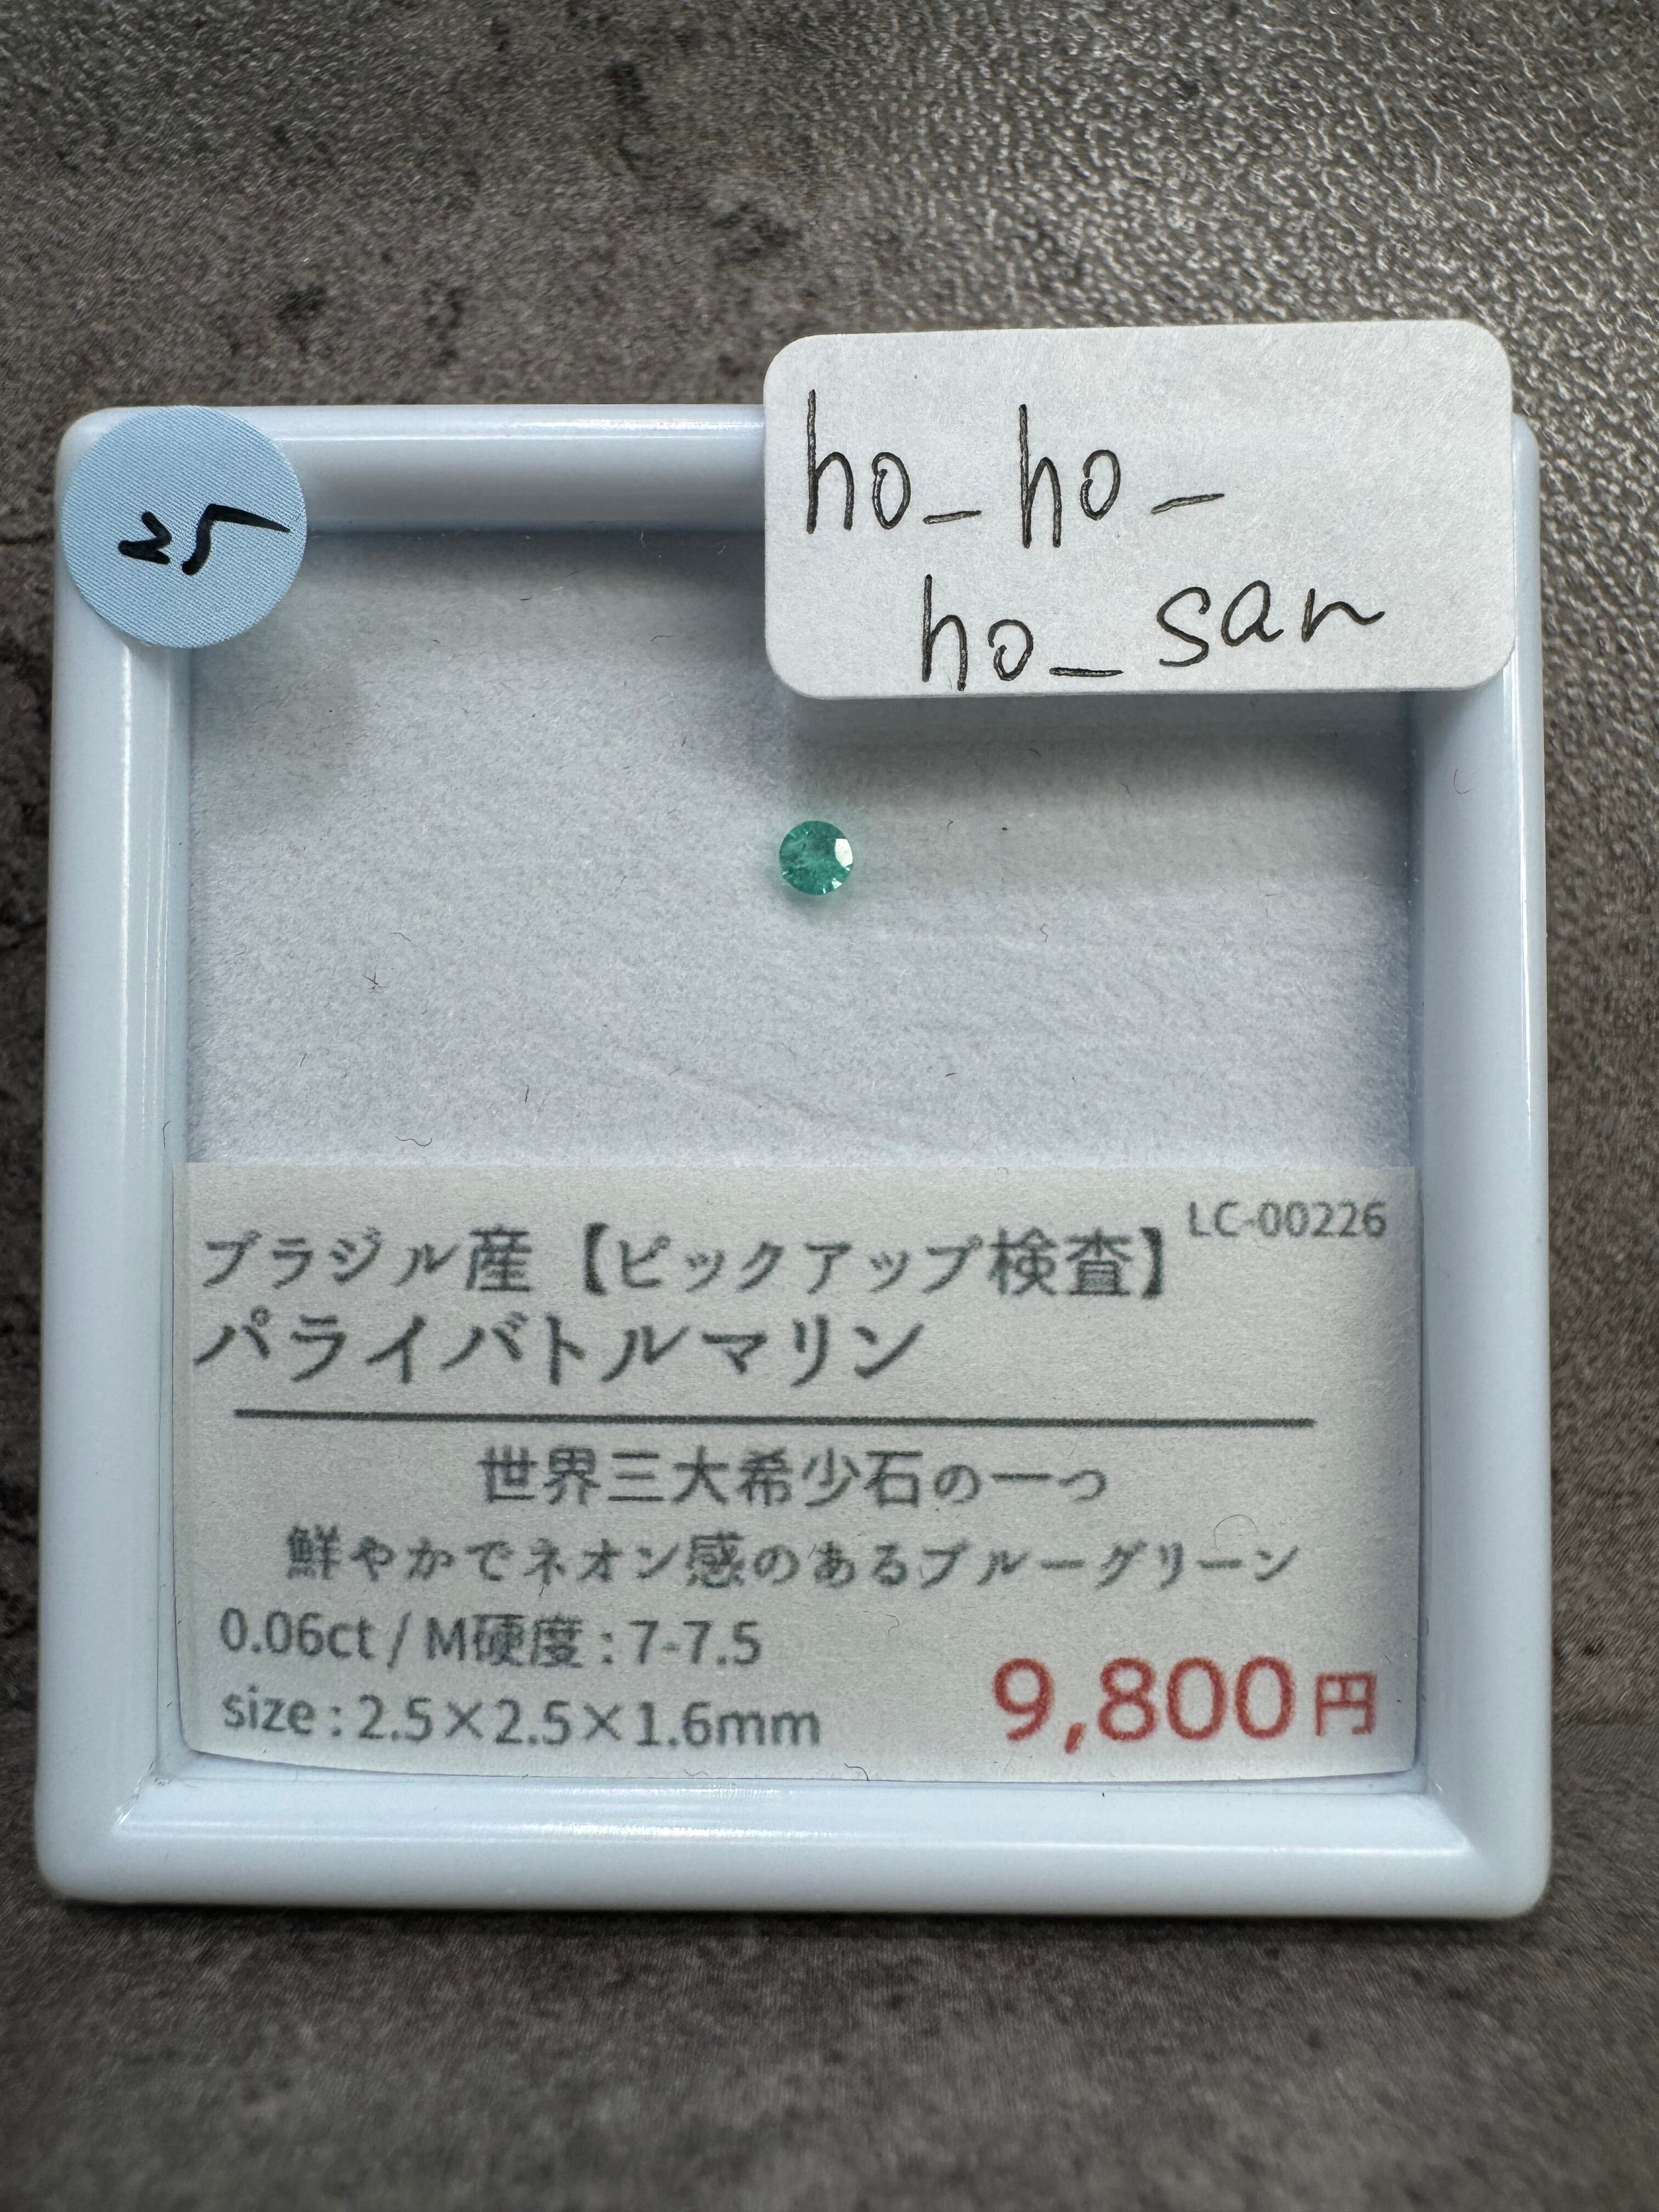 25
ho_ho_
ho_san
LC-00226
ブラジル産【ピックアップ検査】
パライバトルマリン
世界三大希少石の一つ
鮮やかでネオン感のあるブルーグリーン
0.06ct / M硬度 : 7-7.5
size : 2.5×2.5×1.6mm
9,800円